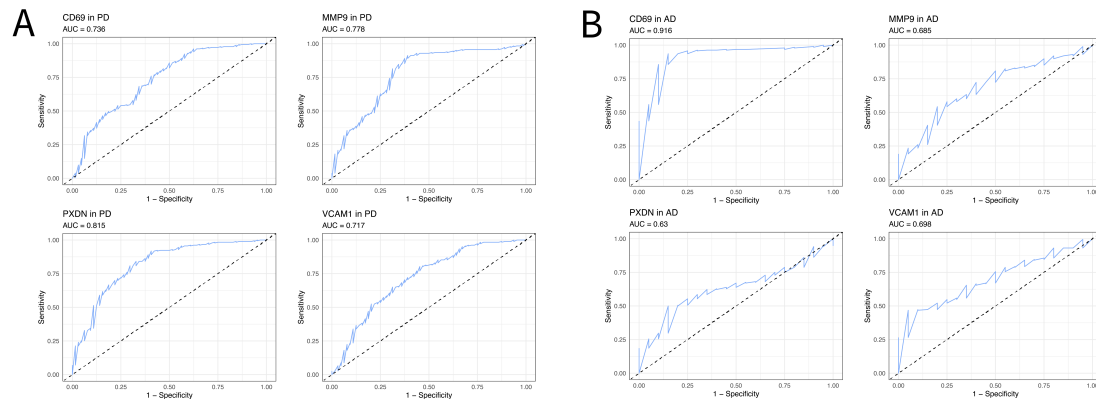 A
CD69 in PD
AUC = 0.736
1.00
0.75
0.50
0.25
0.00
Sensitivity
0.00 0.25 0.50 0.75 1.00
1 − Specificity
MMP9 in PD
AUC = 0.778
1.00
0.75
0.50
0.25
0.00
Sensitivity
0.00 0.25 0.50 0.75 1.00
1 − Specificity
PXDN in PD
AUC = 0.815
1.00
0.75
0.50
0.25
0.00
Sensitivity
0.00 0.25 0.50 0.75 1.00
1 − Specificity
VCAM1 in PD
AUC = 0.717
1.00
0.75
0.50
0.25
0.00
Sensitivity
0.00 0.25 0.50 0.75 1.00
1 − Specificity
B
CD69 in AD
AUC = 0.916
1.00
0.75
0.50
0.25
0.00
Sensitivity
0.00 0.25 0.50 0.75 1.00
1 − Specificity
MMP9 in AD
AUC = 0.685
1.00
0.75
0.50
0.25
0.00
Sensitivity
0.00 0.25 0.50 0.75 1.00
1 − Specificity
PXDN in AD
AUC = 0.63
1.00
0.75
0.50
0.25
0.00
Sensitivity
0.00 0.25 0.50 0.75 1.00
1 − Specificity
VCAM1 in AD
AUC = 0.698
1.00
0.75
0.50
0.25
0.00
Sensitivity
0.00 0.25 0.50 0.75 1.00
1 − Specificity